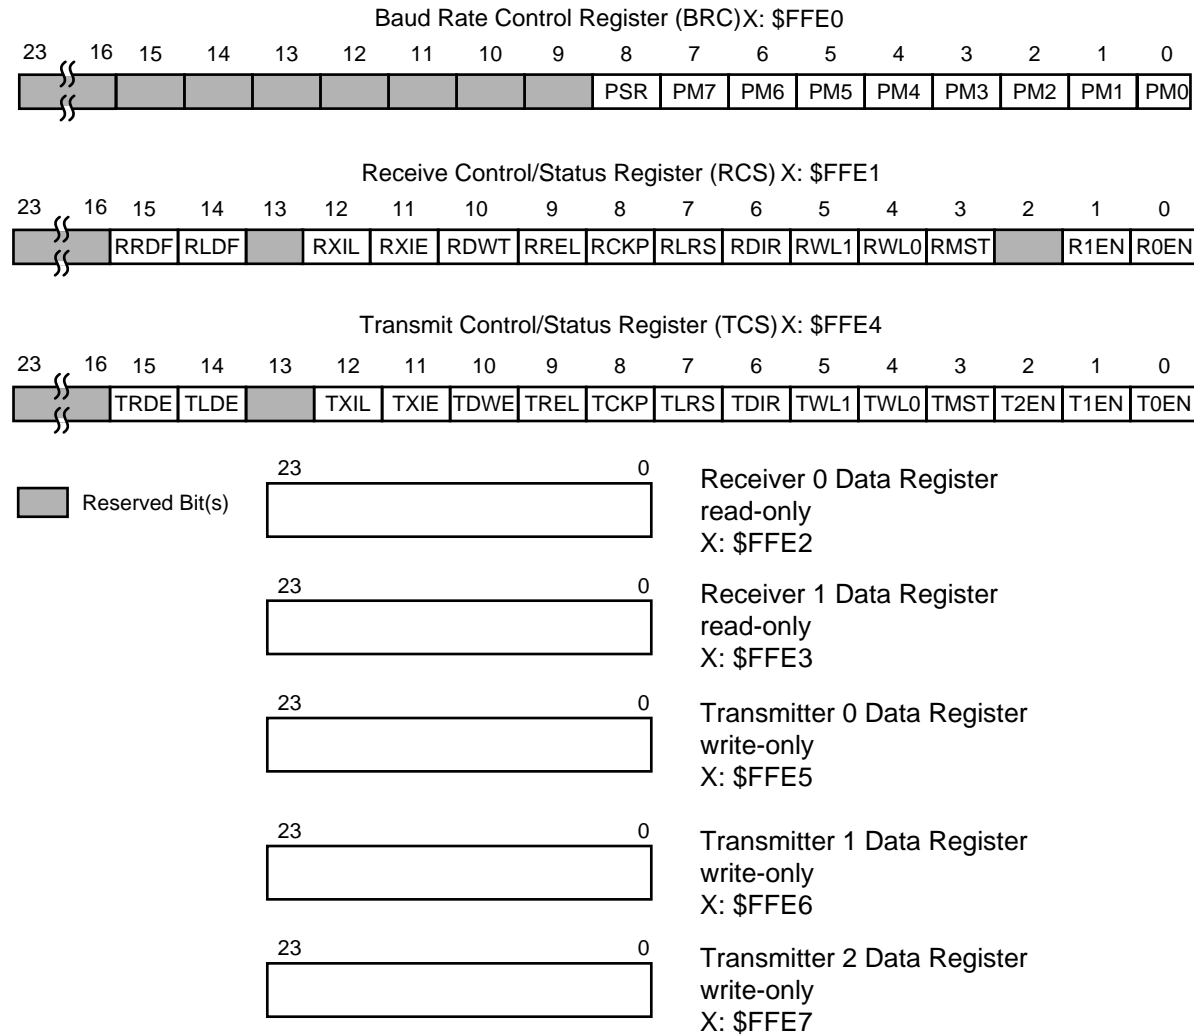 Baud Rate Control Register (BRC)X: $FFE0
23 16 15 14 13 12 11 10 9 8 7 6 5 4 3 2 1 0
PSR PM7 PM6 PM5 PM4 PM3 PM2 PM1 PM0
Receive Control/Status Register (RCS) X: $FFE1
23 16 15 14 13 12 11 10 9 8 7 6 5 4 3 2 1 0
RRDF RLDF RXIL RXIE RDWT RREL RCKP RLRS RDIR RWL1 RWL0 RMST R1EN R0EN
Transmit Control/Status Register (TCS) X: $FFE4
23 16 15 14 13 12 11 10 9 8 7 6 5 4 3 2 1 0
TRDE TLDE TXIL TXIE TDWE TREL TCKP TLRS TDIR TWL1 TWL0 TMST T2EN T1EN T0EN
Reserved Bit(s)
23 0
Receiver 0 Data Register
read-only
X: $FFE2
23 0
Receiver 1 Data Register
read-only
X: $FFE3
23 0
Transmitter 0 Data Register
write-only
X: $FFE5
23 0
Transmitter 1 Data Register
write-only
X: $FFE6
23 0
Transmitter 2 Data Register
write-only
X: $FFE7